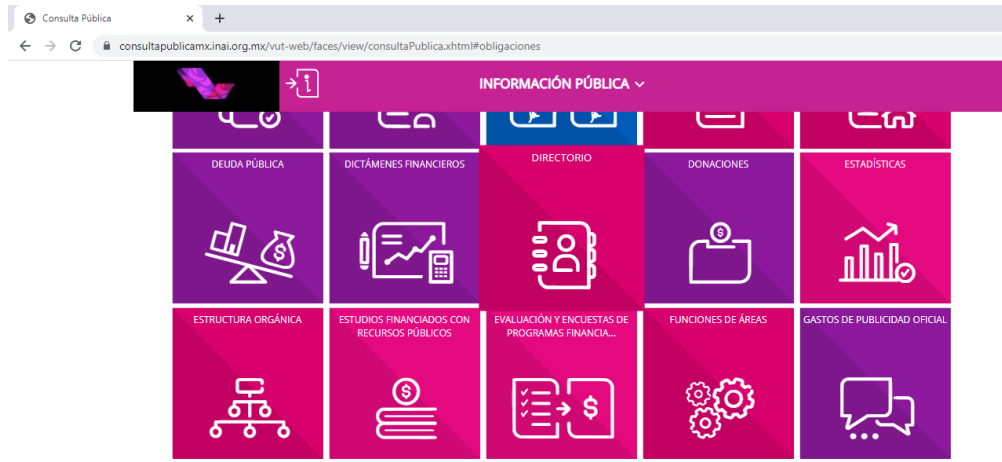 Consulta Pública
consultapublicamx.inai.org.mx/vut-web/faces/view/consultaPublica.xhtml#obligaciones
INFORMACIÓN PÚBLICA
DEUDA PÚBLICA
DICTÁMENES FINANCIEROS
DIRECTORIO
DONACIONES
ESTADÍSTICAS
ESTRUCTURA ORGÁNICA
ESTUDIOS FINANCIADOS CON
RECURSOS PÚBLICOS
EVALUACIÓN Y ENCUESTAS DE
PROGRAMAS FINANCIA...
FUNCIONES DE ÁREAS
GASTOS DE PUBLICIDAD OFICIAL